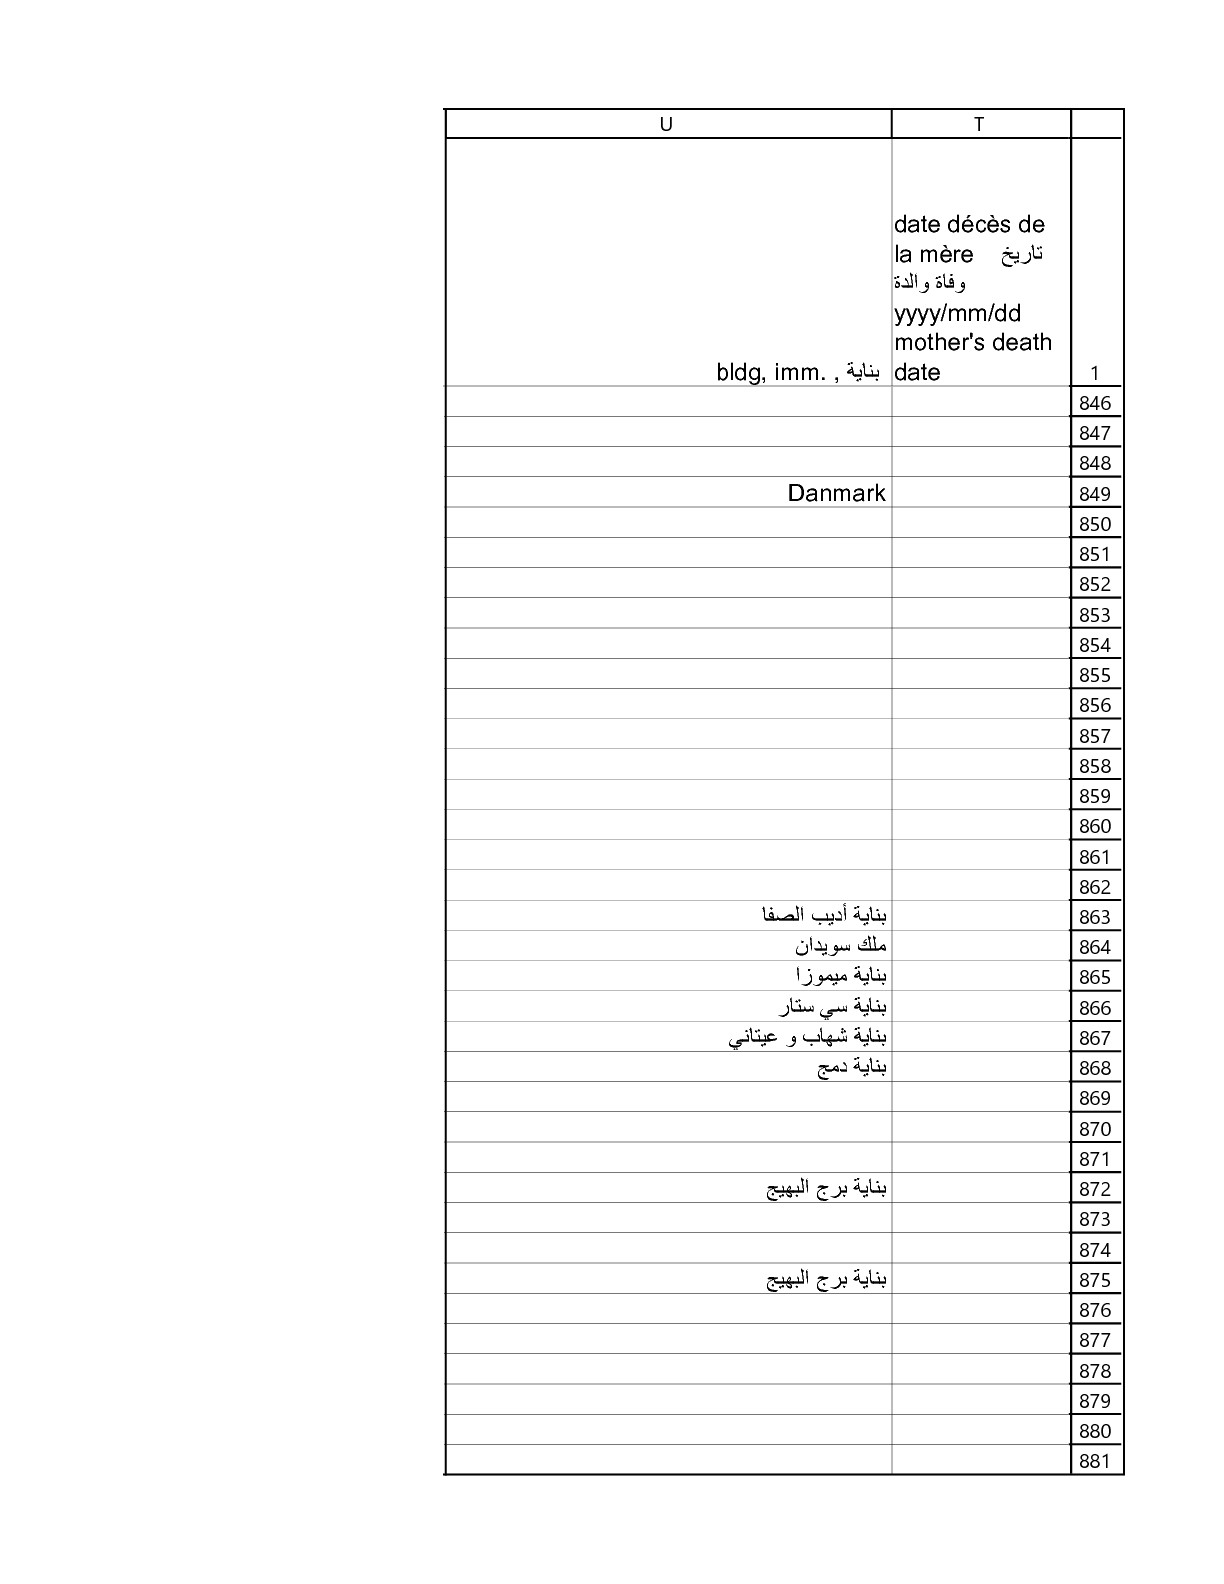 U T
date décès de
la mère تاريخ
وفاة والدة
yyyy/mm/dd
mother's death
bldg, imm. , بناية date 1
846
847
848
Danmark 849
850
851
852
853
854
855
856
857
858
859
860
861
862
بناية أديب الصفا 863
ملك سويدان 864
بناية ميموزا 865
بناية سي ستار 866
بناية شهاب و عيتاني 867
بناية دمج 868
869
870
871
بناية برج البهيج 872
873
874
بناية برج البهيج 875
876
877
878
879
880
881